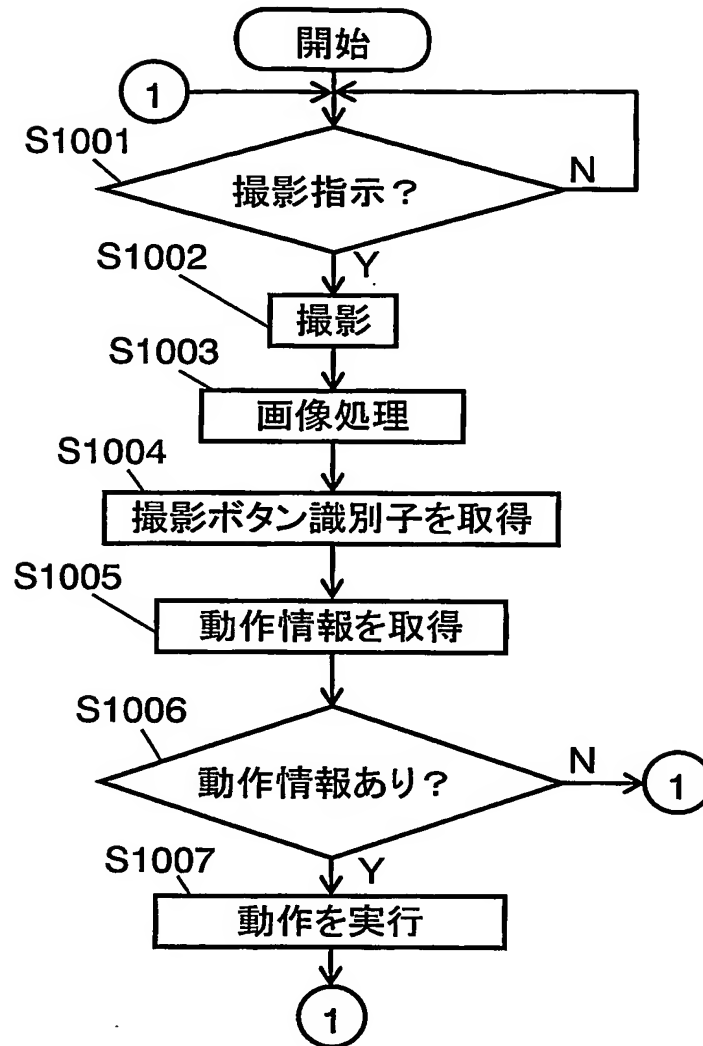 開始
1
S1001
撮影指示?
N
Y
S1002
撮影
S1003
画像処理
S1004
撮影ボタン識別子を取得
S1005
動作情報を取得
S1006
動作情報あり?
N
1
Y
S1007
動作を実行
1